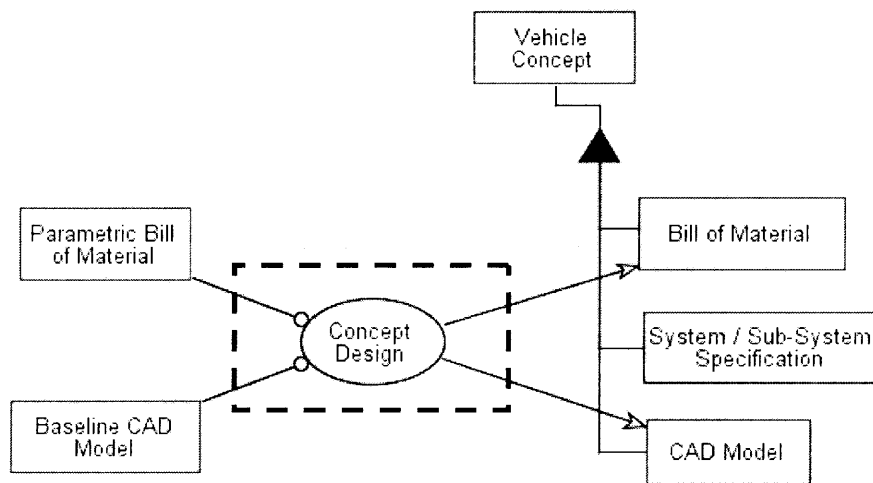 Vehicle
Concept
Parametric Bill
of Material
Bill of Material
Concept
Design
System / Sub-System
Specification
Baseline CAD
Model
CAD Model